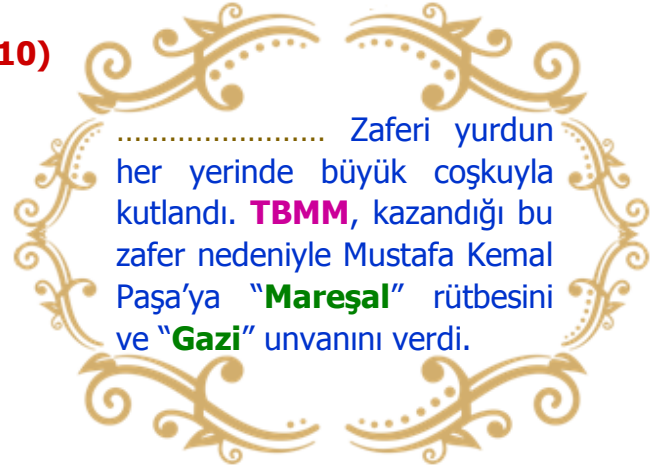 10)
........................ Zaferi yurdun
her yerinde büyük coşkuyla
kutlandı. TBMM, kazandığı bu
zafer nedeniyle Mustafa Kemal
Paşa’ya “Mareşal” rütbesini
ve “Gazi” unvanını verdi.